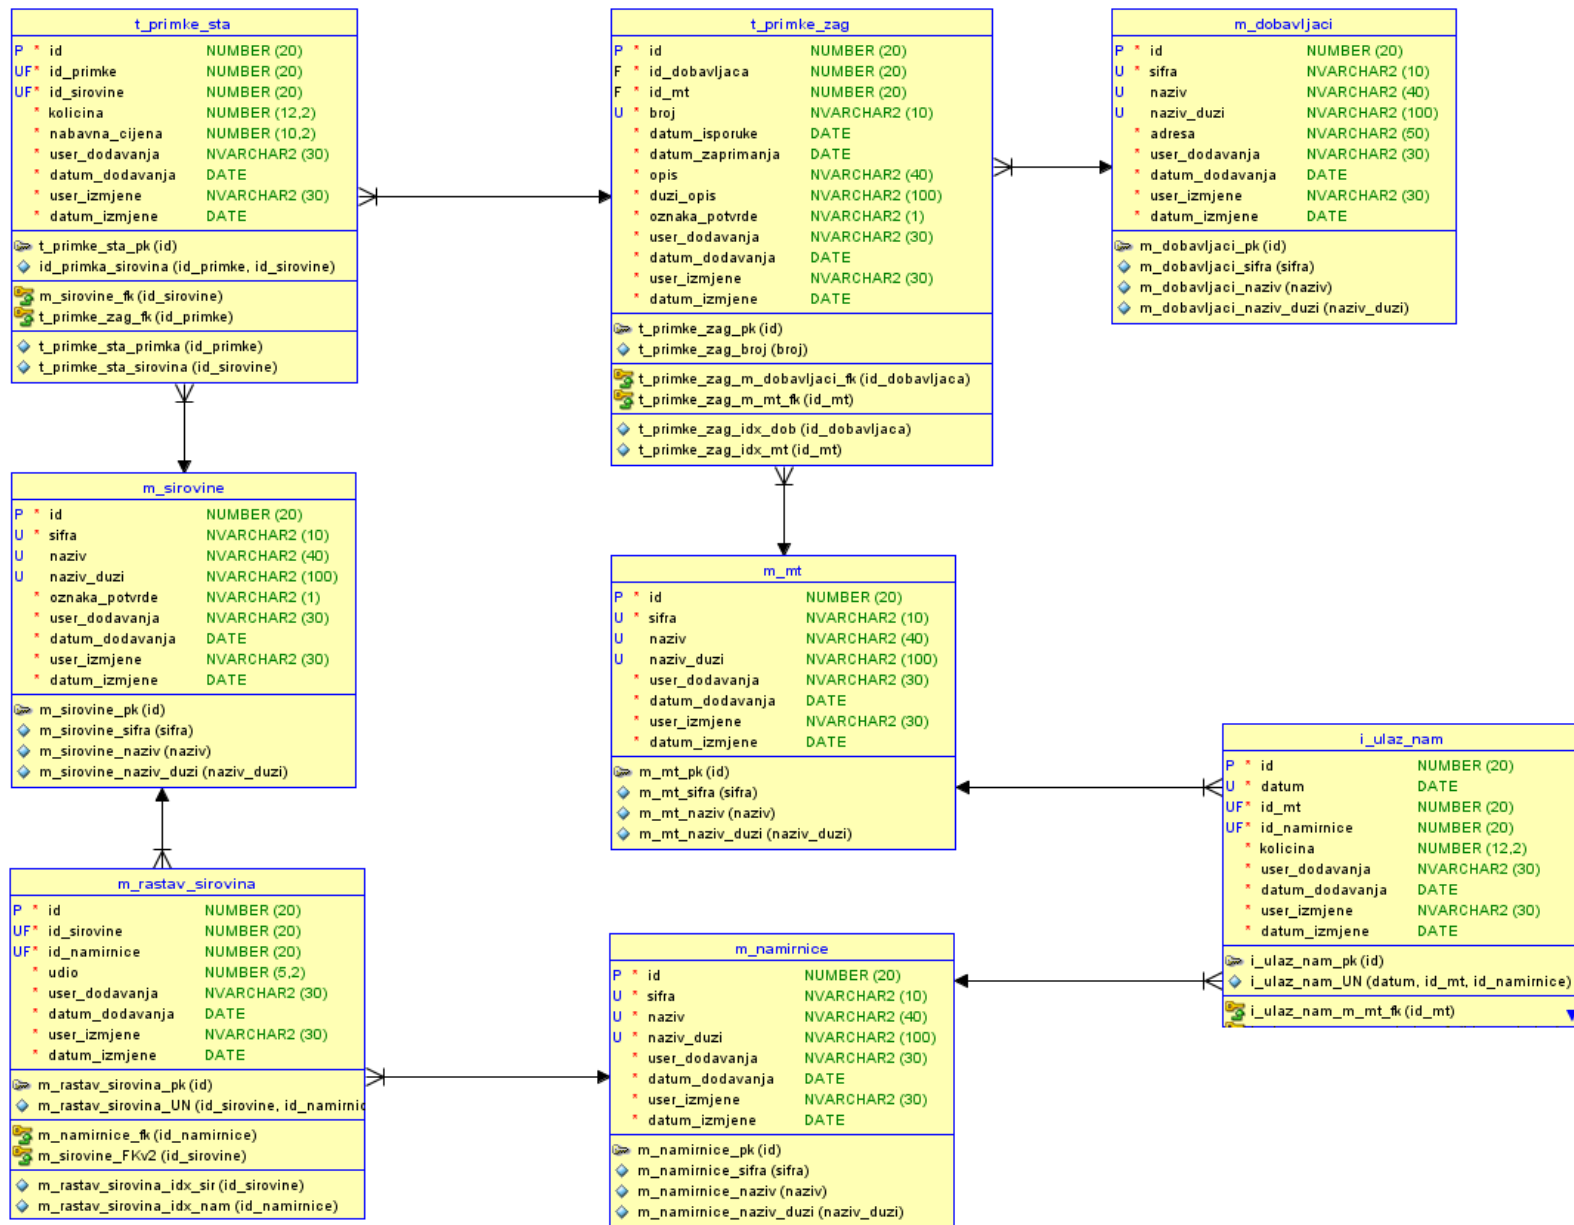 t_primke_sta
P * id NUMBER (20)
UF* id_primke NUMBER (20)
UF* id_sirovine NUMBER (20)
* kolicina NUMBER (12,2)
* nabavna_cijena NUMBER (10,2)
* user_dodavanja NVARCHAR2 (30)
* datum_dodavanja DATE
* user_izmjene NVARCHAR2 (30)
* datum_izmjene DATE
t_primke_sta_pk (id)
id_primka_sirovina (id_primke, id_sirovine)
m_sirovine_fk (id_sirovine)
t_primke_zag_fk (id_primke)
t_primke_sta_primka (id_primke)
t_primke_sta_sirovina (id_sirovine)
t_primke_zag
P * id NUMBER (20)
F * id_dobavljaca NUMBER (20)
F * id_mt NUMBER (20)
U * broj NVARCHAR2 (10)
* datum_isporuke DATE
* datum_zaprimanja DATE
* opis NVARCHAR2 (40)
* duzi_opis NVARCHAR2 (100)
* oznaka_potvrde NVARCHAR2 (1)
* user_dodavanja NVARCHAR2 (30)
* datum_dodavanja DATE
* user_izmjene NVARCHAR2 (30)
* datum_izmjene DATE
t_primke_zag_pk (id)
t_primke_zag_broj (broj)
t_primke_zag_m_dobavljaci_fk (id_dobavljaca)
t_primke_zag_m_mt_fk (id_mt)
t_primke_zag_idx_dob (id_dobavljaca)
t_primke_zag_idx_mt (id_mt)
m_dobavljaci
P * id NUMBER (20)
U * sifra NVARCHAR2 (10)
U naziv NVARCHAR2 (40)
U naziv_duzi NVARCHAR2 (100)
* adresa NVARCHAR2 (50)
* user_dodavanja NVARCHAR2 (30)
* datum_dodavanja DATE
* user_izmjene NVARCHAR2 (30)
* datum_izmjene DATE
m_dobavljaci_pk (id)
m_dobavljaci_sifra (sifra)
m_dobavljaci_naziv (naziv)
m_dobavljaci_naziv_duzi (naziv_duzi)
m_sirovine
P * id NUMBER (20)
U * sifra NVARCHAR2 (10)
U naziv NVARCHAR2 (40)
U naziv_duzi NVARCHAR2 (100)
* oznaka_potvrde NVARCHAR2 (1)
* user_dodavanja NVARCHAR2 (30)
* datum_dodavanja DATE
* user_izmjene NVARCHAR2 (30)
* datum_izmjene DATE
m_sirovine_pk (id)
m_sirovine_sifra (sifra)
m_sirovine_naziv (naziv)
m_sirovine_naziv_duzi (naziv_duzi)
m_mt
P * id NUMBER (20)
U * sifra NVARCHAR2 (10)
U naziv NVARCHAR2 (40)
U naziv_duzi NVARCHAR2 (100)
* user_dodavanja NVARCHAR2 (30)
* datum_dodavanja DATE
* user_izmjene NVARCHAR2 (30)
* datum_izmjene DATE
m_mt_pk (id)
m_mt_sifra (sifra)
m_mt_naziv (naziv)
m_mt_naziv_duzi (naziv_duzi)
i_ulaz_nam
P * id NUMBER (20)
U * datum DATE
UF* id_mt NUMBER (20)
UF* id_namirnice NUMBER (20)
* kolicina NUMBER (12,2)
* user_dodavanja NVARCHAR2 (30)
* datum_dodavanja DATE
* user_izmjene NVARCHAR2 (30)
* datum_izmjene DATE
i_ulaz_nam_pk (id)
i_ulaz_nam_UN (datum, id_mt, id_namirnice)
i_ulaz_nam_m_mt_fk (id_mt)
m_rastav_sirovina
P * id NUMBER (20)
UF* id_sirovine NUMBER (20)
UF* id_namirnice NUMBER (20)
* udio NUMBER (5,2)
* user_dodavanja NVARCHAR2 (30)
* datum_dodavanja DATE
* user_izmjene NVARCHAR2 (30)
* datum_izmjene DATE
m_rastav_sirovina_pk (id)
m_rastav_sirovina_UN (id_sirovine, id_namirnic
m_namirnice_fk (id_namirnice)
m_sirovine_FKv2 (id_sirovine)
m_rastav_sirovina_idx_sir (id_sirovine)
m_rastav_sirovina_idx_nam (id_namirnice)
m_namirnice
P * id NUMBER (20)
U * sifra NVARCHAR2 (10)
U * naziv NVARCHAR2 (40)
U * naziv_duzi NVARCHAR2 (100)
* user_dodavanja NVARCHAR2 (30)
* datum_dodavanja DATE
* user_izmjene NVARCHAR2 (30)
* datum_izmjene DATE
m_namirnice_pk (id)
m_namirnice_sifra (sifra)
m_namirnice_naziv (naziv)
m_namirnice_naziv_duzi (naziv_duzi)